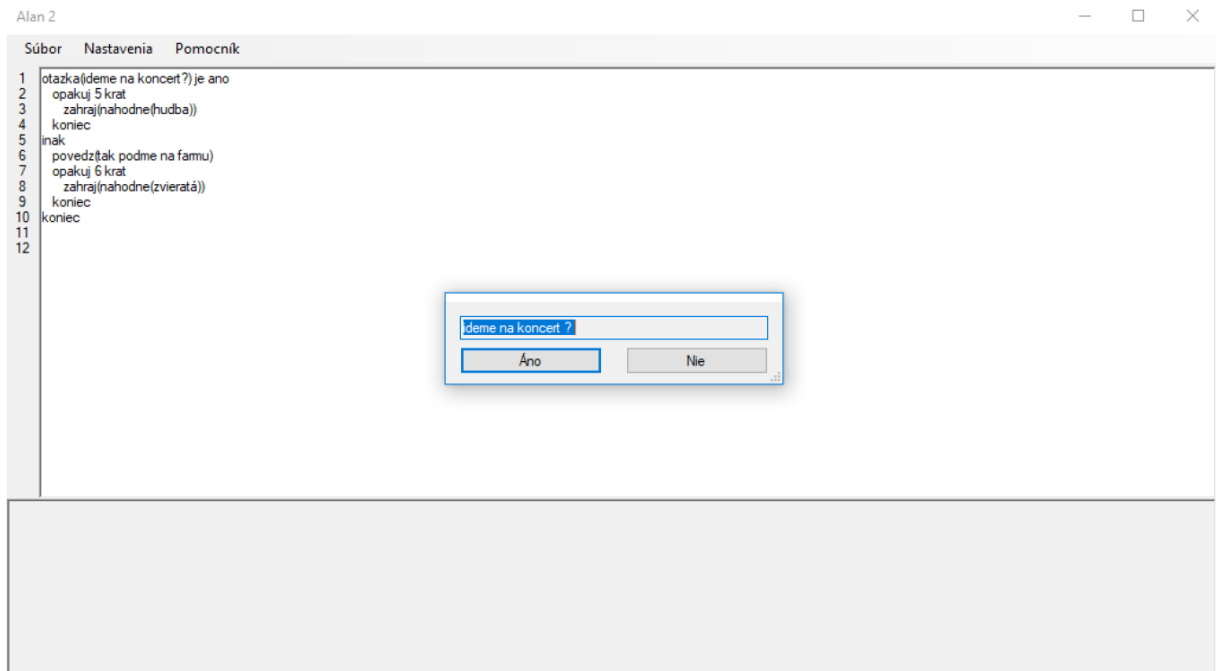 Alan 2
Súbor Nastavenia Pomocník
1 otazka(ideme na koncert?) je ano
2 opakuj 5 krat
3 zahraj(nahodne(hudba))
4 koniec
5 inak
6 povedz(tak podme na farmu)
7 opakuj 6 krat
8 zahraj(nahodne(zvieratá))
9 koniec
10 koniec
11
12
ideme na koncert ?
Áno Nie